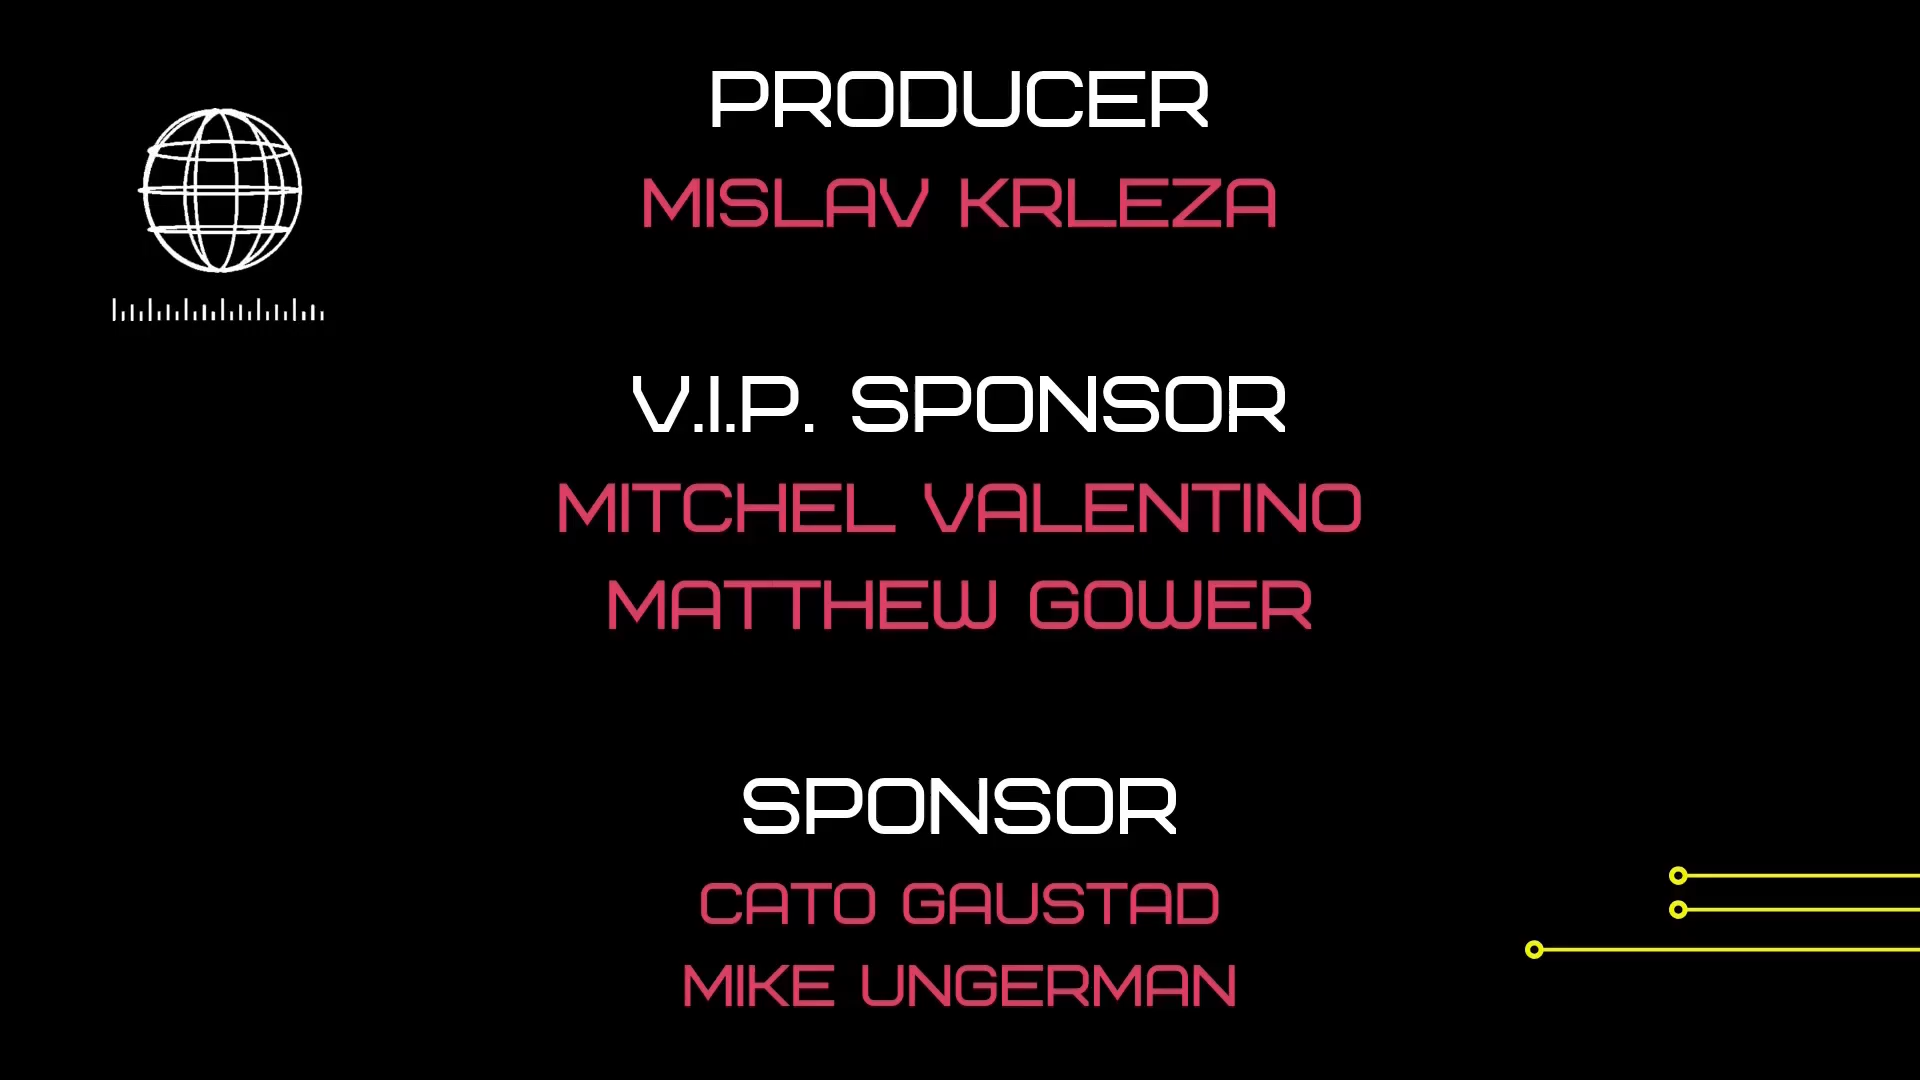 PRODUCER
MISLAV KRLEZA
V.I.P. SPONSOR
MITCHEL VALENTINO
MATTHEW GOWER
SPONSOR
CATO GAUSTAD
MIKE UNGERMAN